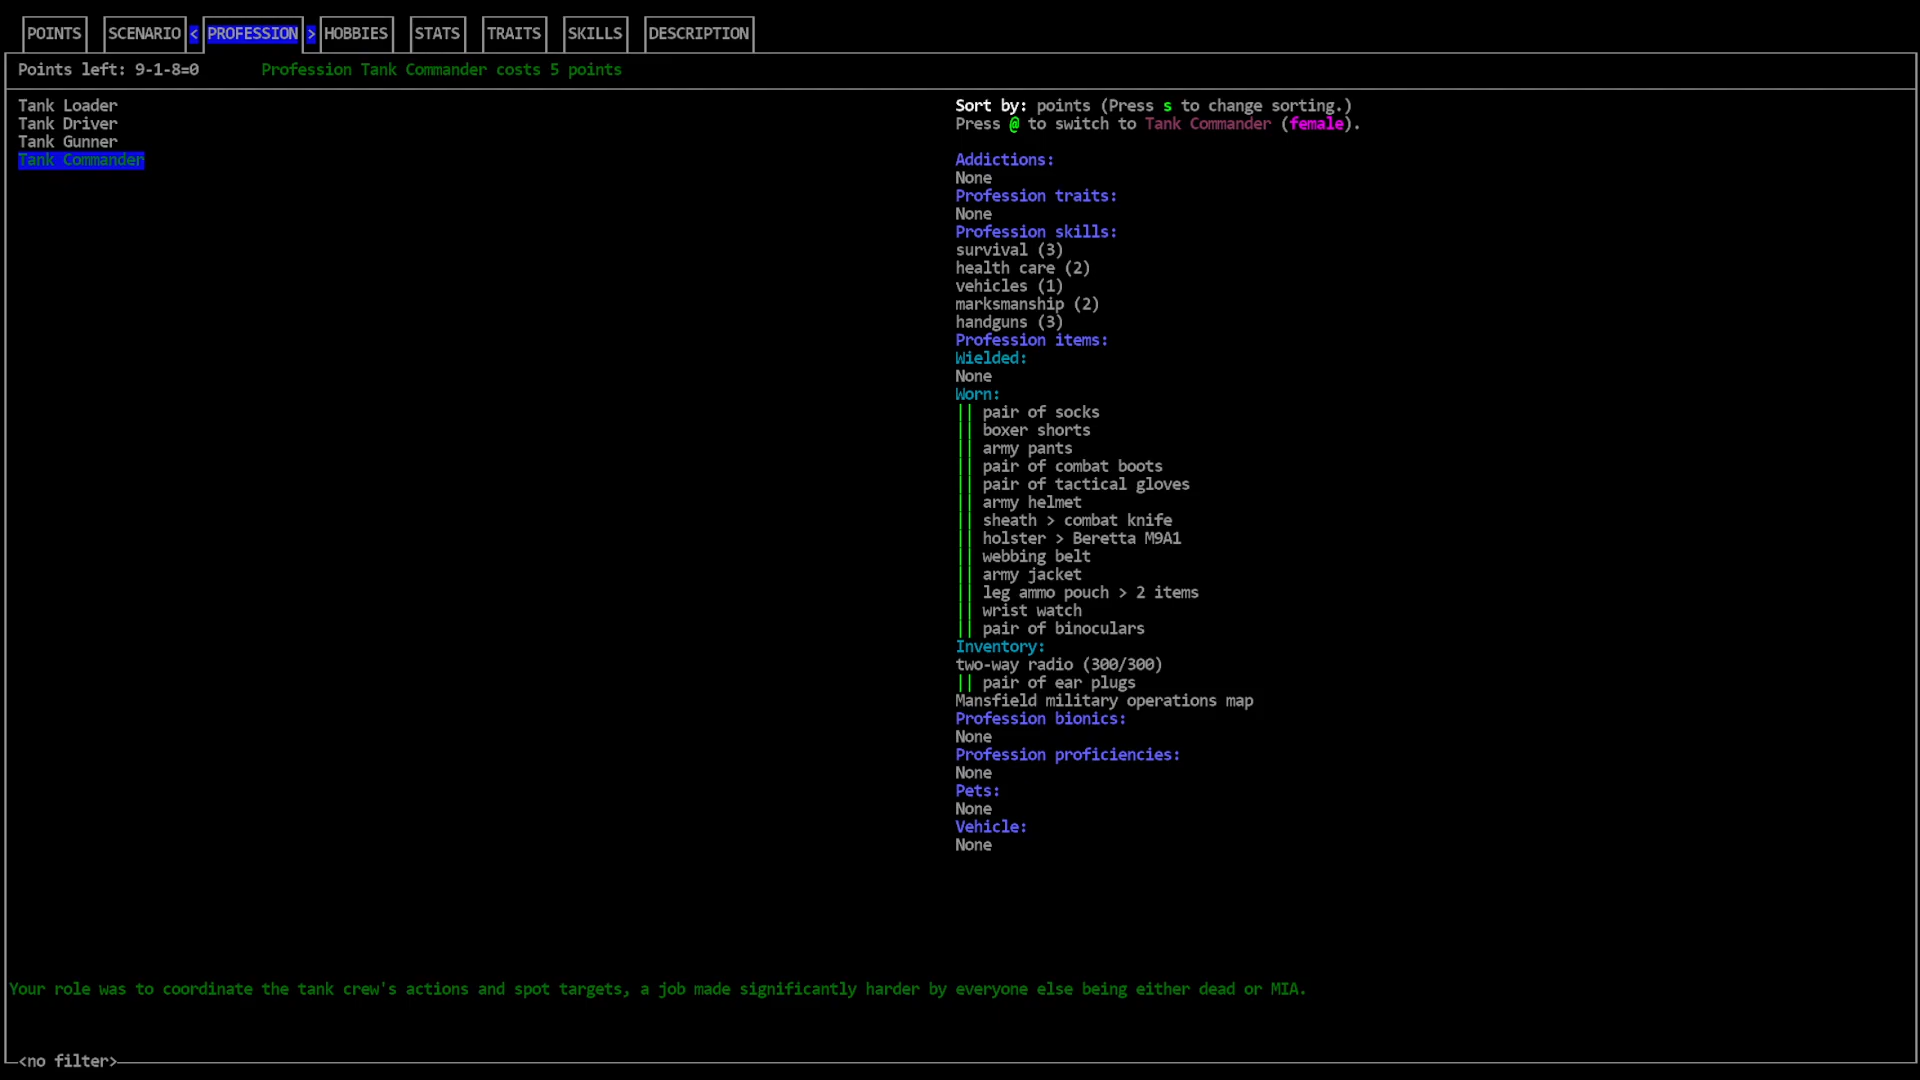 POINTS SCENARIO < PROFESSION > HOBBIES STATS TRAITS SKILLS DESCRIPTION
Points left: 9-1-8=0 Profession Tank Commander costs 5 points
Tank Loader
Tank Driver
Tank Gunner
Tank Commander
Sort by: points (Press s to change sorting.)
Press @ to switch to Tank Commander (female).
Addictions:
None
Profession traits:
None
Profession skills:
survival (3)
health care (2)
vehicles (1)
marksmanship (2)
handguns (3)
Profession items:
Wielded:
None
Worn:
|| pair of socks
|| boxer shorts
|| army pants
|| pair of combat boots
|| pair of tactical gloves
|| army helmet
|| sheath > combat knife
|| holster > Beretta M9A1
|| webbing belt
|| army jacket
|| leg ammo pouch > 2 items
|| wrist watch
|| pair of binoculars
Inventory:
two-way radio (300/300)
|| pair of ear plugs
Mansfield military operations map
Profession bionics:
None
Profession proficiencies:
None
Pets:
None
Vehicle:
None
Your role was to coordinate the tank crew's actions and spot targets, a job made significantly harder by everyone else being either dead or MIA.
<no filter>